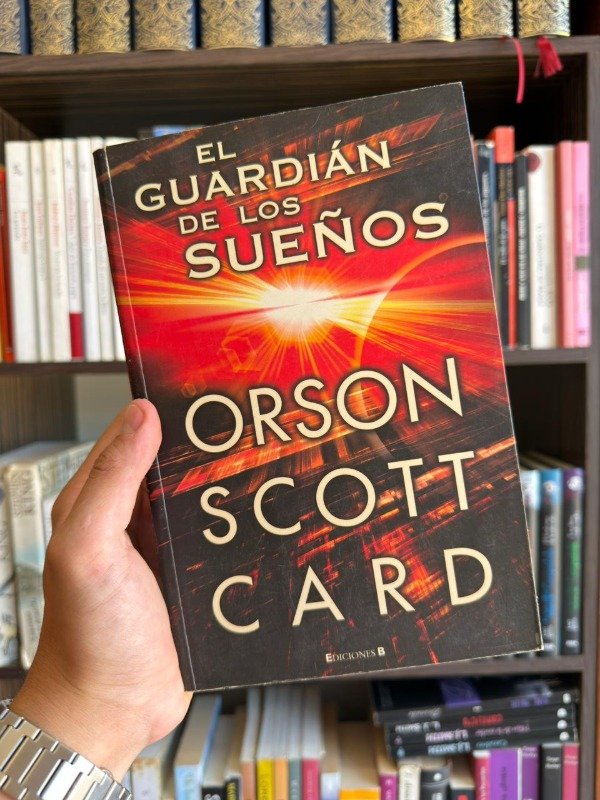 EL
GUARDIÁN
DE LOS
SUEÑOS
ORSON
SCOTT
CARD
EDICIONES B